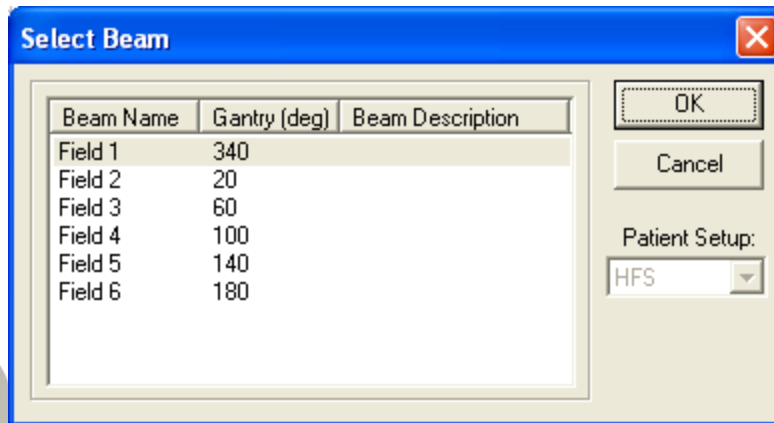 Select Beam
Beam Name Gantry (deg) Beam Description
Field 1 340
Field 2 20
Field 3 60
Field 4 100
Field 5 140
Field 6 180
OK
Cancel
Patient Setup:
HFS